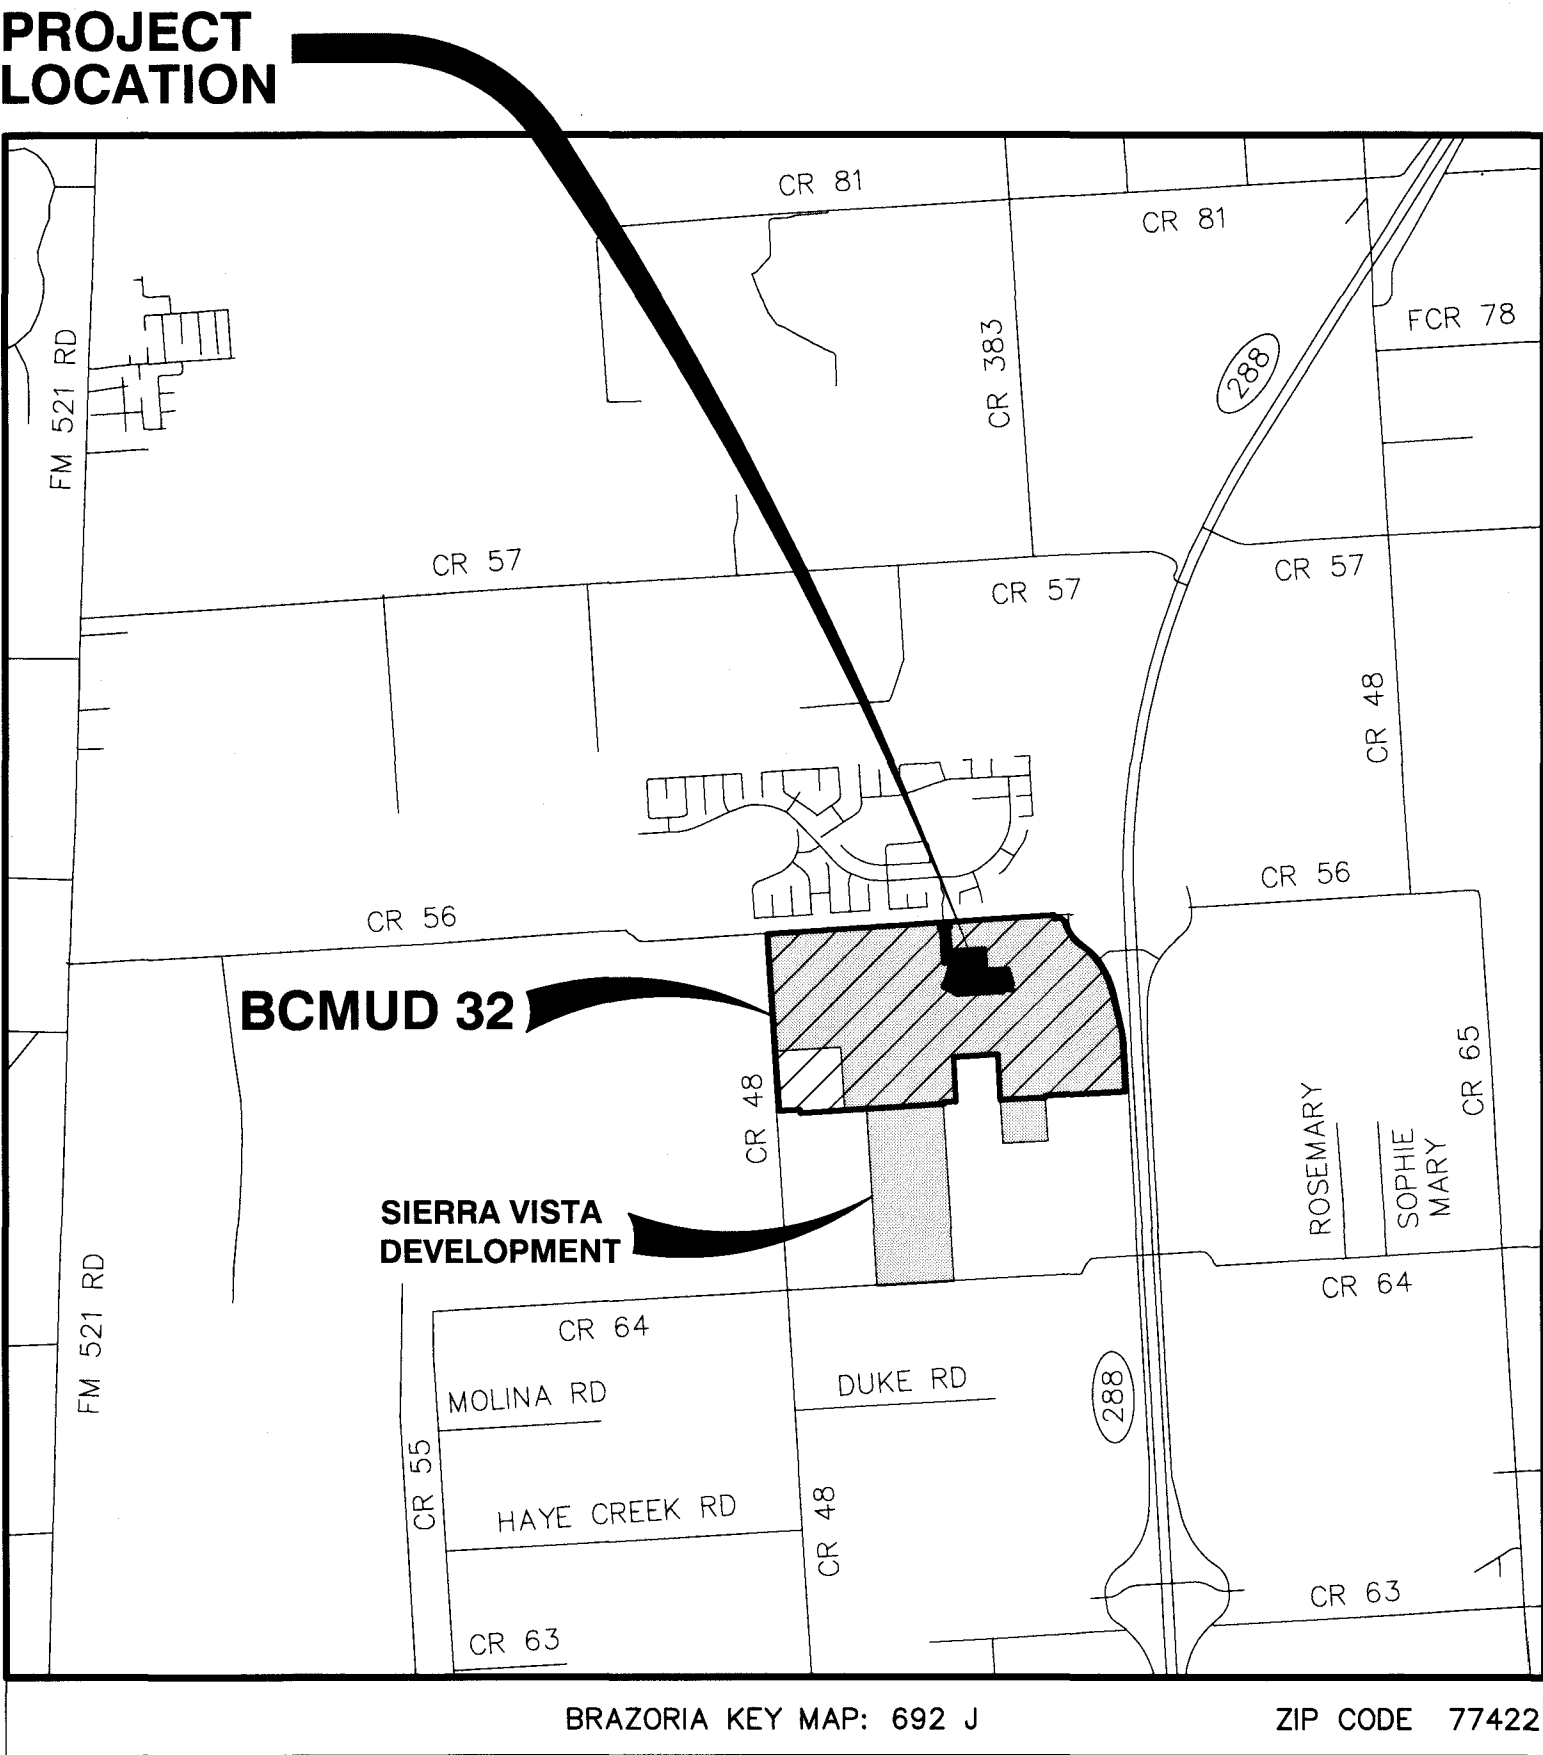 PROJECT
LOCATION
CR 81
CR 81
FCR 78
CR 383
288
FM 521 RD
CR 57
CR 57
CR 57
CR 48
CR 56
CR 56
BCMUD 32
CR 48
CR 65
ROSEMARY
SOPHIE
MARY
SIERRA VISTA
DEVELOPMENT
FM 521 RD
CR 64
CR 64
MOLINA RD
DUKE RD
288
CR 55
HAYE CREEK RD
CR 48
CR 63
CR 63
BRAZORIA KEY MAP: 692 J
ZIP CODE 77422